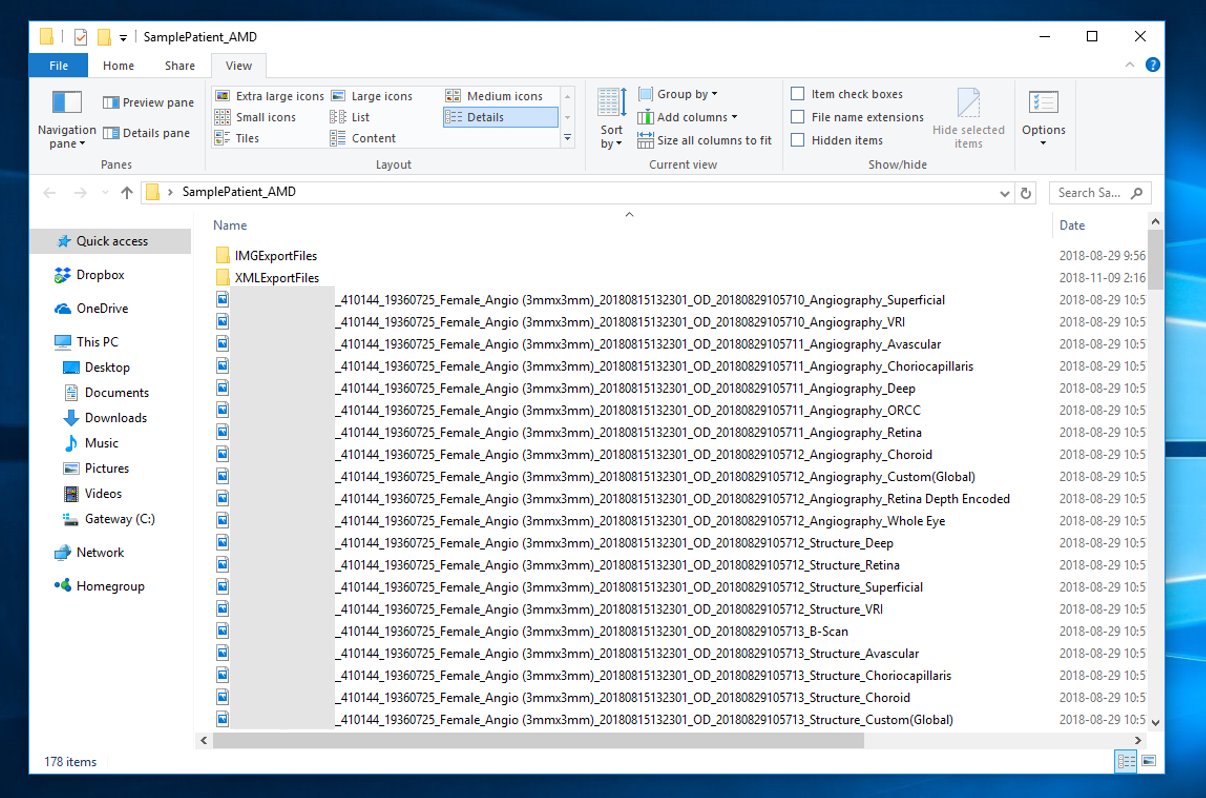 SamplePatient_AMD
File Home Share View
Navigation pane
Preview pane
Details pane
Panes
Extra large icons Large icons Medium icons
Small icons List Details
Tiles Content
Layout
Sort by
Group by
Add columns
Size all columns to fit
Current view
Item check boxes
File name extensions
Hidden items
Hide selected items
Show/hide
Options
SamplePatient_AMD
Search Sa...
Quick access
Dropbox
OneDrive
This PC
Desktop
Documents
Downloads
Music
Pictures
Videos
Gateway (C:)
Network
Homegroup
Name Date
IMGExportFiles 2018-08-29 9:56
XMLExportFiles 2018-11-09 2:16
_410144_19360725_Female_Angio (3mmx3mm)_20180815132301_OD_20180829105710_Angiography_Superficial 2018-08-29 10:5
_410144_19360725_Female_Angio (3mmx3mm)_20180815132301_OD_20180829105710_Angiography_VRI 2018-08-29 10:5
_410144_19360725_Female_Angio (3mmx3mm)_20180815132301_OD_20180829105711_Angiography_Avascular 2018-08-29 10:5
_410144_19360725_Female_Angio (3mmx3mm)_20180815132301_OD_20180829105711_Angiography_Choriocapillaris 2018-08-29 10:5
_410144_19360725_Female_Angio (3mmx3mm)_20180815132301_OD_20180829105711_Angiography_Deep 2018-08-29 10:5
_410144_19360725_Female_Angio (3mmx3mm)_20180815132301_OD_20180829105711_Angiography_ORCC 2018-08-29 10:5
_410144_19360725_Female_Angio (3mmx3mm)_20180815132301_OD_20180829105711_Angiography_Retina 2018-08-29 10:5
_410144_19360725_Female_Angio (3mmx3mm)_20180815132301_OD_20180829105712_Angiography_Choroid 2018-08-29 10:5
_410144_19360725_Female_Angio (3mmx3mm)_20180815132301_OD_20180829105712_Angiography_Custom(Global) 2018-08-29 10:5
_410144_19360725_Female_Angio (3mmx3mm)_20180815132301_OD_20180829105712_Angiography_Retina Depth Encoded 2018-08-29 10:5
_410144_19360725_Female_Angio (3mmx3mm)_20180815132301_OD_20180829105712_Angiography_Whole Eye 2018-08-29 10:5
_410144_19360725_Female_Angio (3mmx3mm)_20180815132301_OD_20180829105712_Structure_Deep 2018-08-29 10:5
_410144_19360725_Female_Angio (3mmx3mm)_20180815132301_OD_20180829105712_Structure_Retina 2018-08-29 10:5
_410144_19360725_Female_Angio (3mmx3mm)_20180815132301_OD_20180829105712_Structure_Superficial 2018-08-29 10:5
_410144_19360725_Female_Angio (3mmx3mm)_20180815132301_OD_20180829105712_Structure_VRI 2018-08-29 10:5
_410144_19360725_Female_Angio (3mmx3mm)_20180815132301_OD_20180829105713_B-Scan 2018-08-29 10:5
_410144_19360725_Female_Angio (3mmx3mm)_20180815132301_OD_20180829105713_Structure_Avascular 2018-08-29 10:5
_410144_19360725_Female_Angio (3mmx3mm)_20180815132301_OD_20180829105713_Structure_Choriocapillaris 2018-08-29 10:5
_410144_19360725_Female_Angio (3mmx3mm)_20180815132301_OD_20180829105713_Structure_Choroid 2018-08-29 10:5
_410144_19360725_Female_Angio (3mmx3mm)_20180815132301_OD_20180829105713_Structure_Custom(Global) 2018-08-29 10:5
178 items